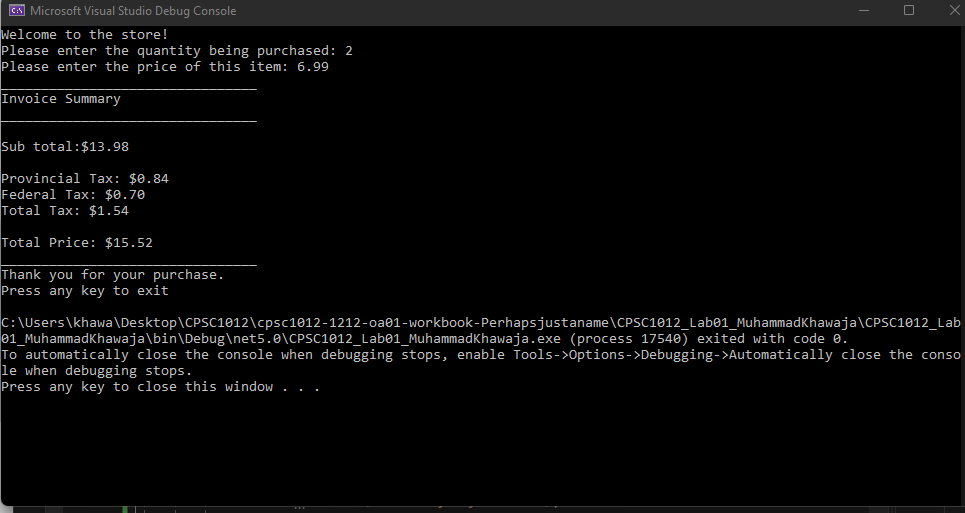 Microsoft Visual Studio Debug Console
Welcome to the store!
Please enter the quantity being purchased: 2
Please enter the price of this item: 6.99
________________________________
Invoice Summary
________________________________
Sub total:$13.98
Provincial Tax: $0.84
Federal Tax: $0.70
Total Tax: $1.54
Total Price: $15.52
________________________________
Thank you for your purchase.
Press any key to exit
C:\Users\khawa\Desktop\CPSC1012\cpsc1012-1212-oa01-workbook-Perhapsjustaname\CPSC1012_Lab01_MuhammadKhawaja\CPSC1012_Lab
01_MuhammadKhawaja\bin\Debug\net5.0\CPSC1012_Lab01_MuhammadKhawaja.exe (process 17540) exited with code 0.
To automatically close the console when debugging stops, enable Tools->Options->Debugging->Automatically close the conso
le when debugging stops.
Press any key to close this window . . .